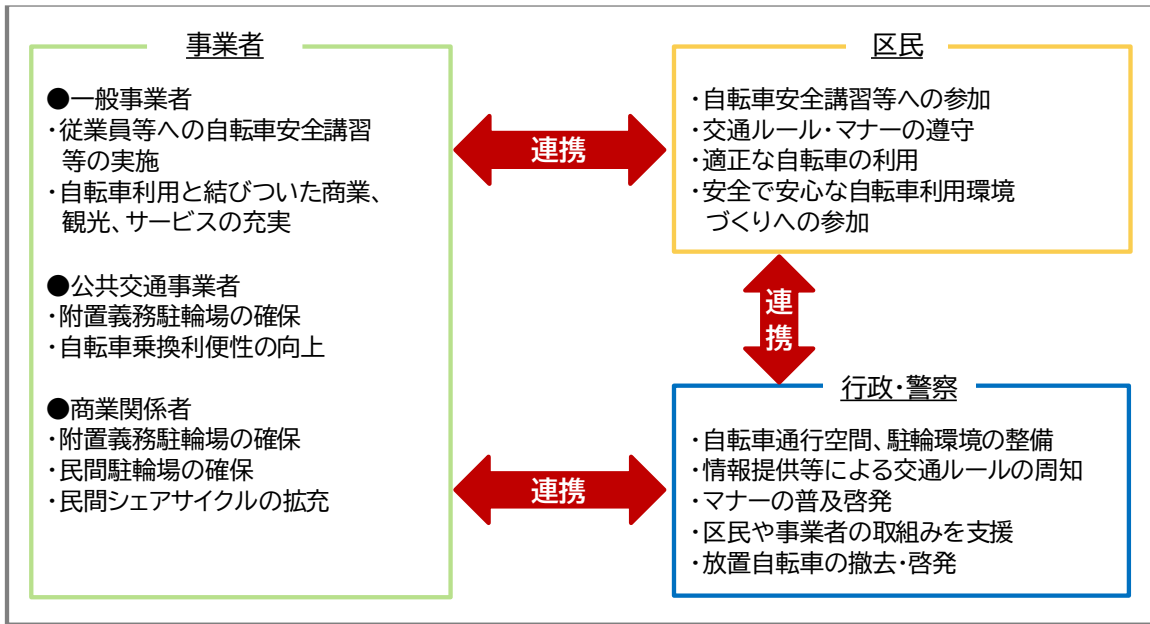 事業者
●一般事業者
・従業員等への自転車安全講習
等の実施
・自転車利用と結びついた商業、
観光、サービスの充実
●公共交通事業者
・附置義務駐輪場の確保
・自転車乗換利便性の向上
●商業関係者
・附置義務駐輪場の確保
・民間駐輪場の確保
・民間シェアサイクルの拡充
連携
区民
・自転車安全講習等への参加
・交通ルール・マナーの遵守
・適正な自転車の利用
・安全で安心な自転車利用環境
づくりへの参加
連携
連携
行政・警察
・自転車通行空間、駐輪環境の整備
・情報提供等による交通ルールの周知
・マナーの普及啓発
・区民や事業者の取組みを支援
・放置自転車の撤去・啓発